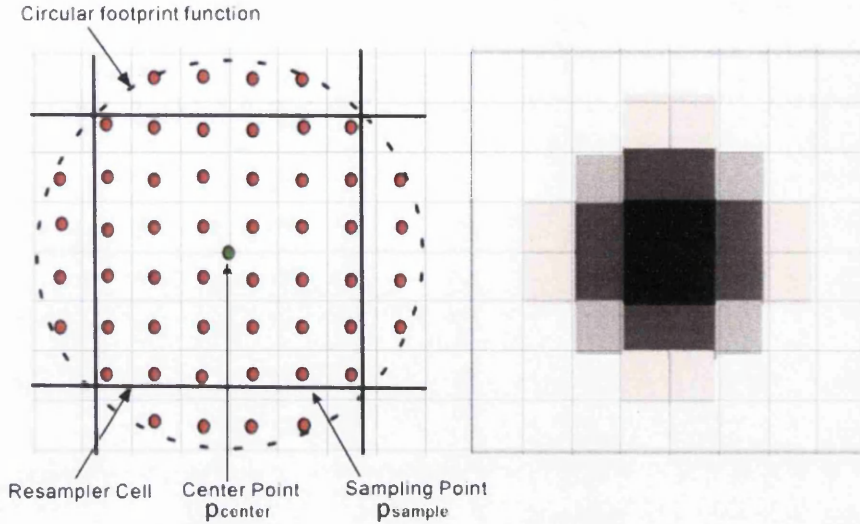 Circular footprint function
Resampler Cell
Center Point
Pcenter
Sampling Point
Psample